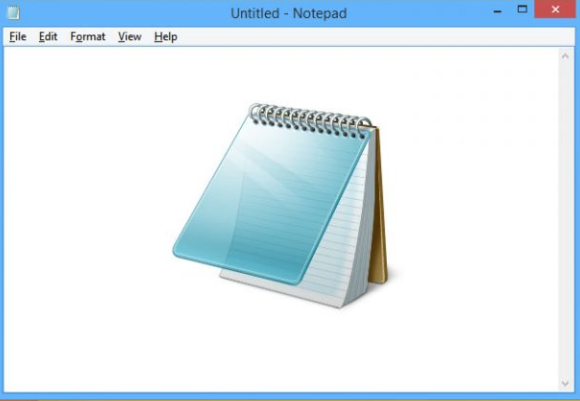 Untitled - Notepad
File Edit Format View Help